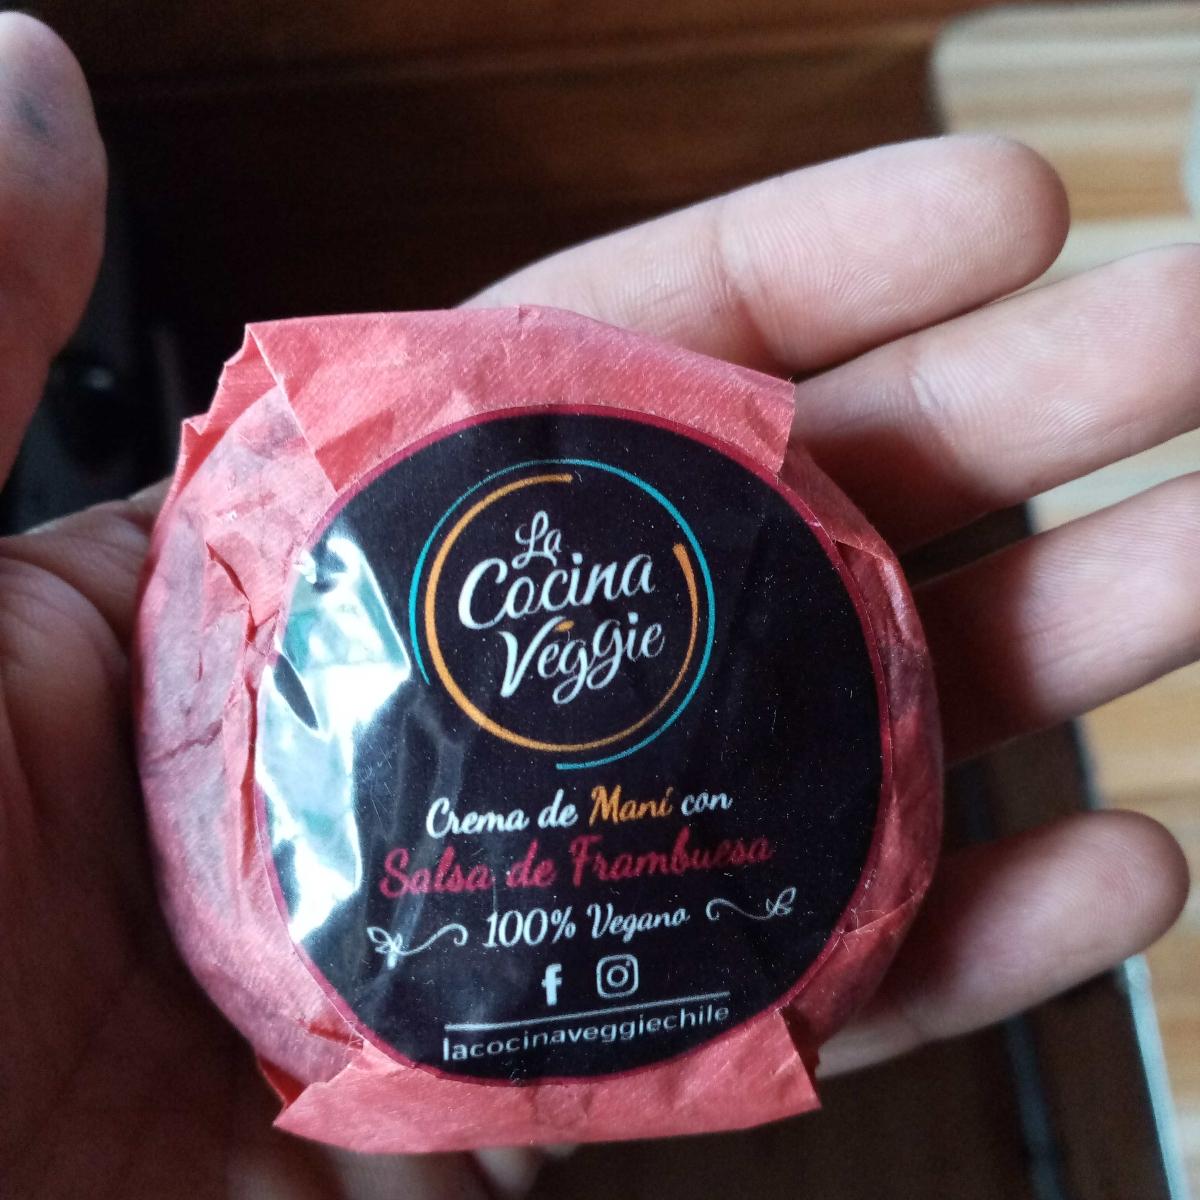 La
Cocina
Veggie
Crema de Maní con
Salsa de Frambuesa
100% Vegano
lacocinaveggiechile